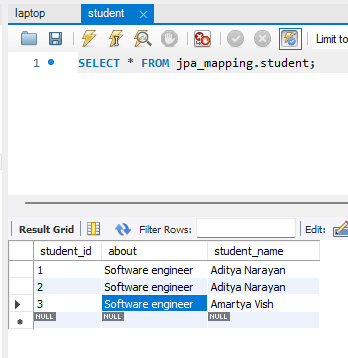 laptop student
Limit to
1 SELECT * FROM jpa_mapping.student;
Result Grid Filter Rows: Edit:
student_id about student_name
1 Software engineer Aditya Narayan
2 Software engineer Aditya Narayan
3 Software engineer Amartya Vish
NULL NULL NULL